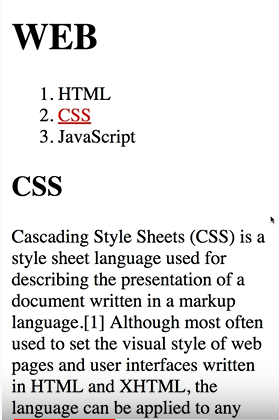 WEB
1. HTML
2. CSS
3. JavaScript
CSS
Cascading Style Sheets (CSS) is a
style sheet language used for
describing the presentation of a
document written in a markup
language.[1] Although most often
used to set the visual style of web
pages and user interfaces written
in HTML and XHTML, the
language can be applied to any